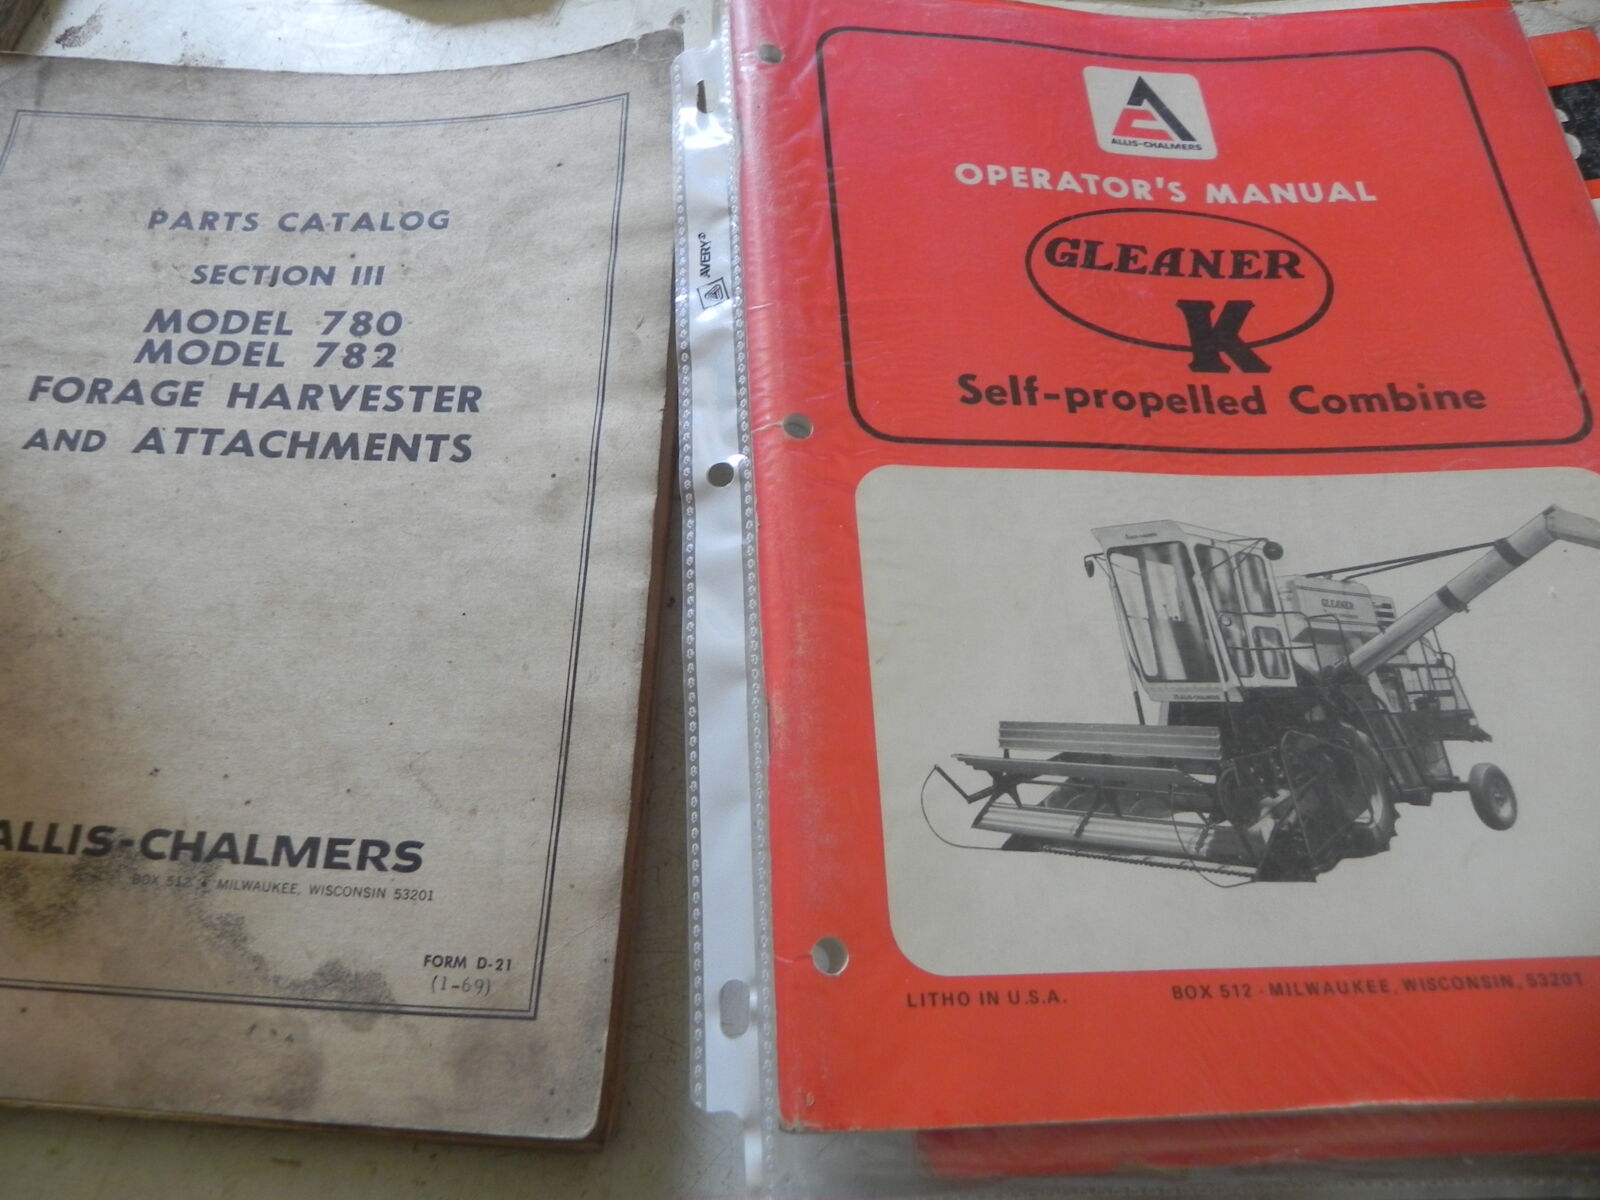 PARTS CATALOG
SECTION III
MODEL 780
MODEL 782
FORAGE HARVESTER
AND ATTACHMENTS
ALLIS-CHALMERS
BOX 512 • MILWAUKEE, WISCONSIN 53201
FORM D-21
(1-69)
AVERY®
ALLIS-CHALMERS
OPERATOR'S MANUAL
GLEANER
K
Self-propelled Combine
GLEANER
ALLIS-CHALMERS
LITHO IN U.S.A.
BOX 512 - MILWAUKEE, WISCONSIN, 53201
S